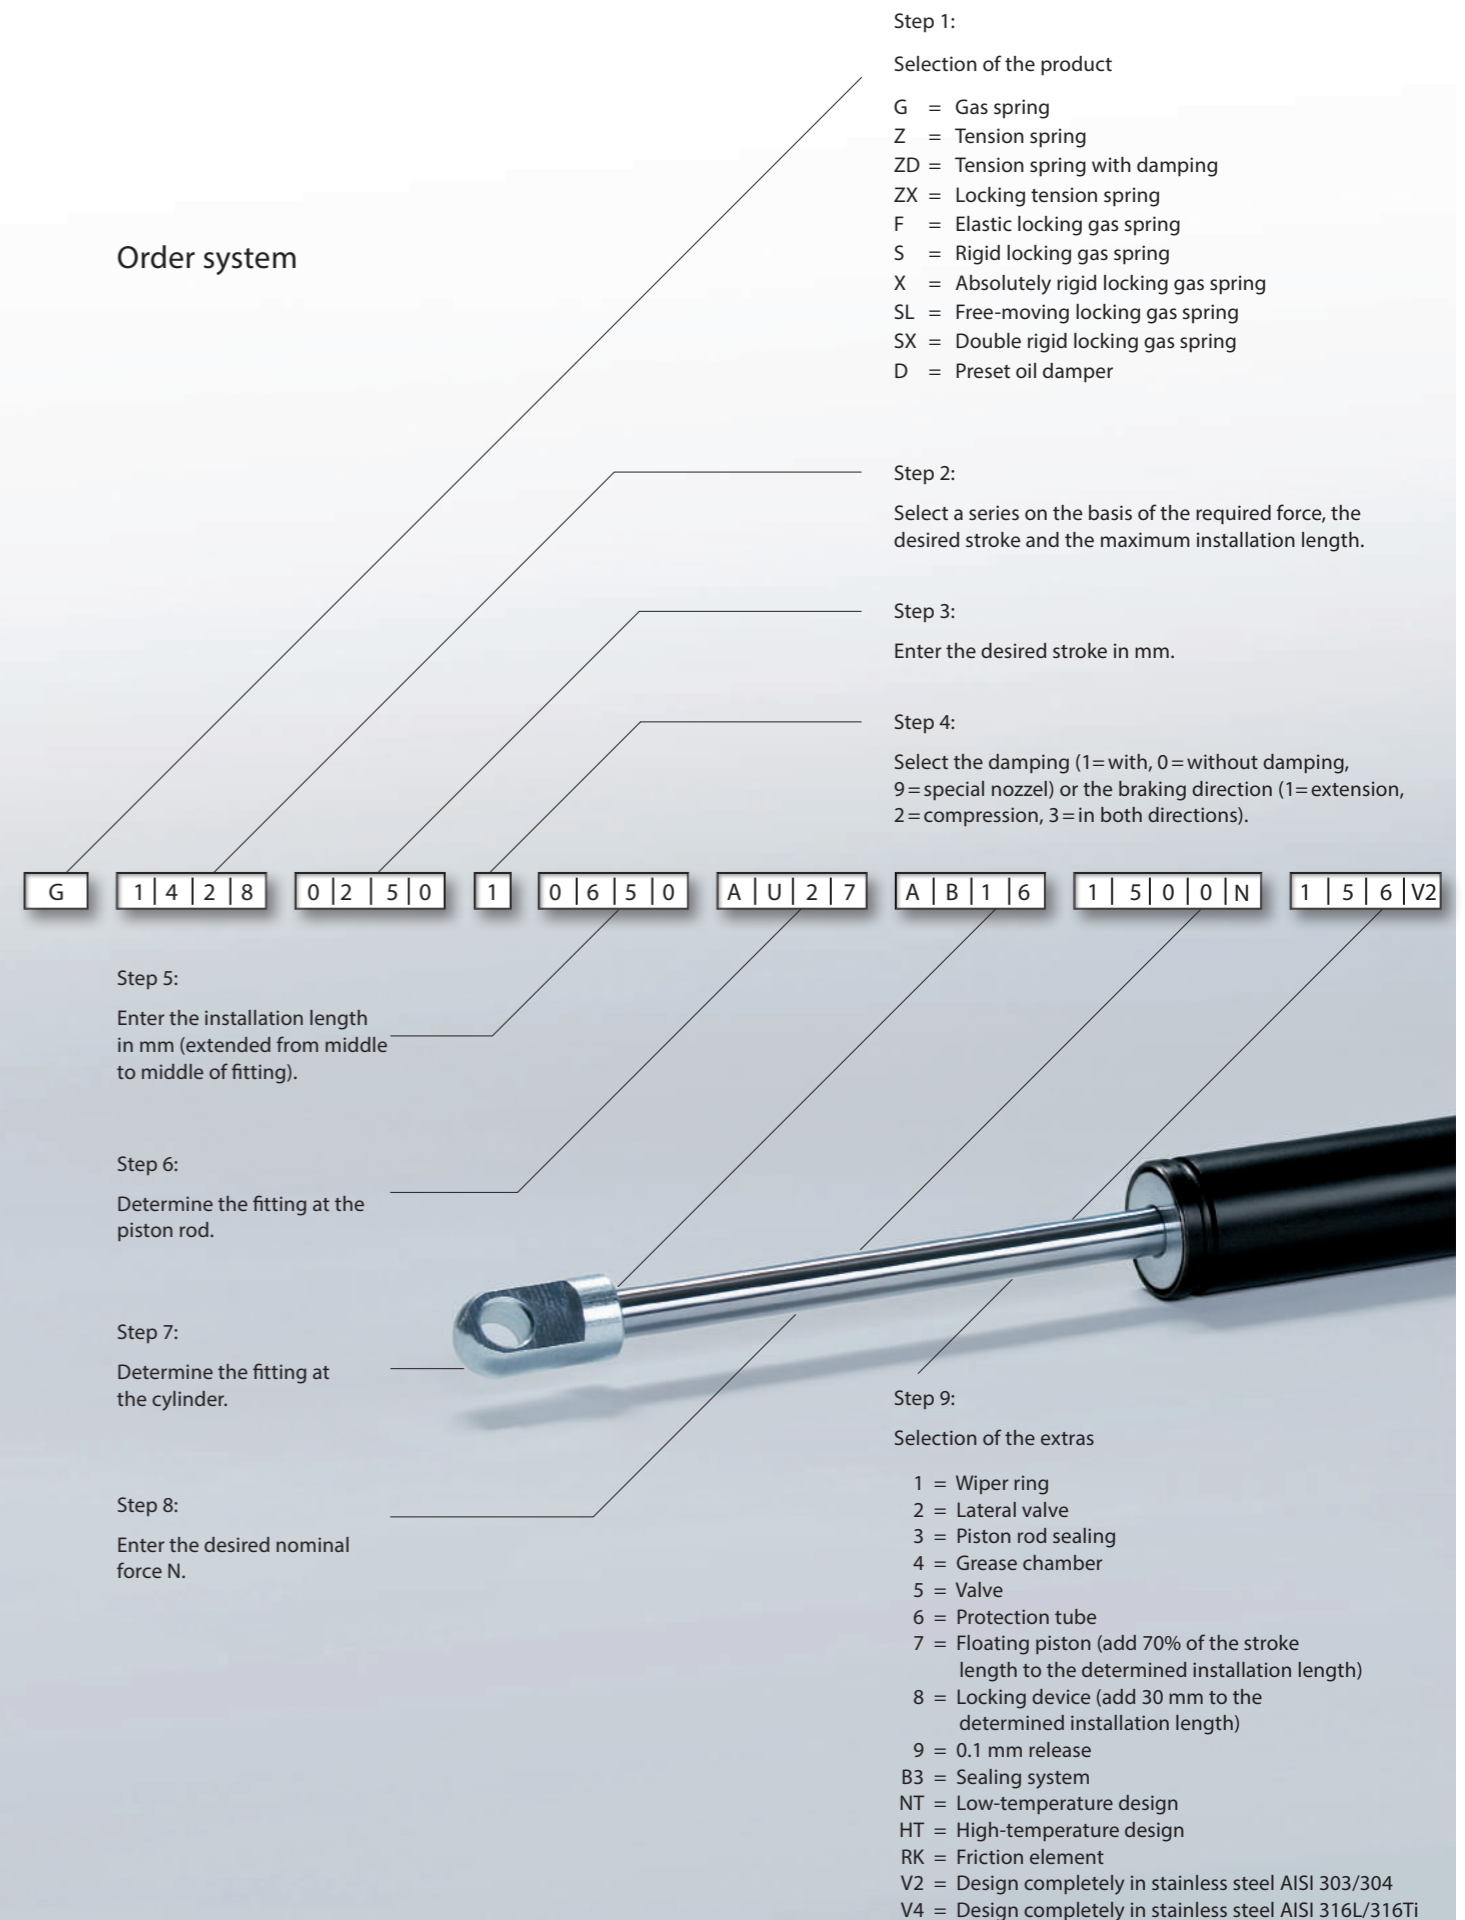 Step 1:
Selection of the product
G = Gas spring
Z = Tension spring
ZD = Tension spring with damping
ZX = Locking tension spring
F = Elastic locking gas spring
S = Rigid locking gas spring
X = Absolutely rigid locking gas spring
SL = Free-moving locking gas spring
SX = Double rigid locking gas spring
D = Preset oil damper
Order system
Step 2:
Select a series on the basis of the required force, the
desired stroke and the maximum installation length.
Step 3:
Enter the desired stroke in mm.
Step 4:
Select the damping (1=with, 0=without damping,
9=special nozzel) or the braking direction (1=extension,
2=compression, 3=in both directions).
G 1|4|2|8 0|2|5|0 1 0|6|5|0 A|U|2|7 A|B|1|6 1|5|0|0|N 1|5|6|V2
Step 5:
Enter the installation length
in mm (extended from middle
to middle of fitting).
Step 6:
Determine the fitting at the
piston rod.
Step 7:
Determine the fitting at
the cylinder.
Step 8:
Enter the desired nominal
force N.
Step 9:
Selection of the extras
1 = Wiper ring
2 = Lateral valve
3 = Piston rod sealing
4 = Grease chamber
5 = Valve
6 = Protection tube
7 = Floating piston (add 70% of the stroke
length to the determined installation length)
8 = Locking device (add 30 mm to the
determined installation length)
9 = 0.1 mm release
B3 = Sealing system
NT = Low-temperature design
HT = High-temperature design
RK = Friction element
V2 = Design completely in stainless steel AISI 303/304
V4 = Design completely in stainless steel AISI 316L/316Ti